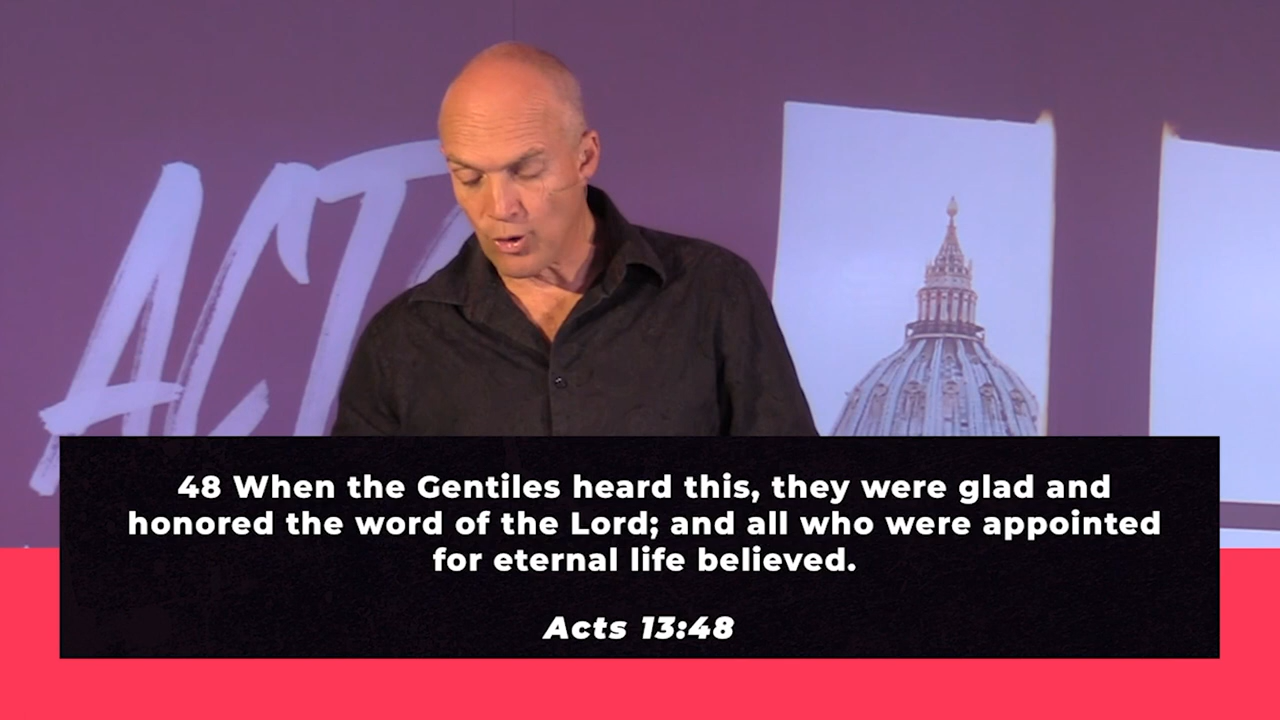 ACT
48 When the Gentiles heard this, they were glad and
honored the word of the Lord; and all who were appointed
for eternal life believed.
Acts 13:48